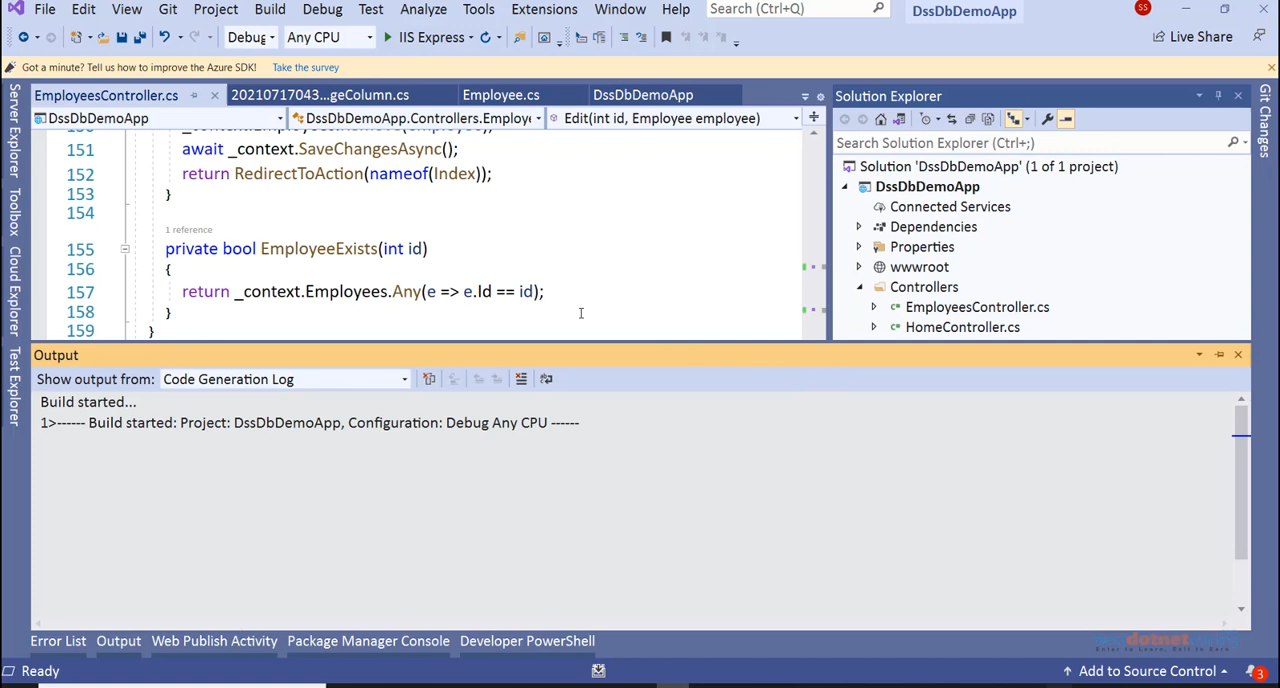 File Edit View Git Project Build Debug Test Analyze Tools Extensions Window Help Search (Ctrl+Q) DssDbDemoApp SS
Debug Any CPU IIS Express Live Share
Got a minute? Tell us how to improve the Azure SDK! Take the survey
EmployeesController.cs 20210717043...geColumn.cs Employee.cs DssDbDemoApp
DssDbDemoApp DssDbDemoApp.Controllers.Employe Edit(int id, Employee employee)
151 await _context.SaveChangesAsync();
152 return RedirectToAction(nameof(Index));
153 }
154
1 reference
155 private bool EmployeeExists(int id)
156 {
157 return _context.Employees.Any(e => e.Id == id);
158 }
159 }
Solution Explorer
Search Solution Explorer (Ctrl+;)
Solution 'DssDbDemoApp' (1 of 1 project)
DssDbDemoApp
Connected Services
Dependencies
Properties
wwwroot
Controllers
EmployeesController.cs
HomeController.cs
Server Explorer
Toolbox
Cloud Explorer
Test Explorer
Git Changes
Output
Show output from: Code Generation Log
Build started...
1>------ Build started: Project: DssDbDemoApp, Configuration: Debug Any CPU ------
Error List Output Web Publish Activity Package Manager Console Developer PowerShell
Ready Add to Source Control 3